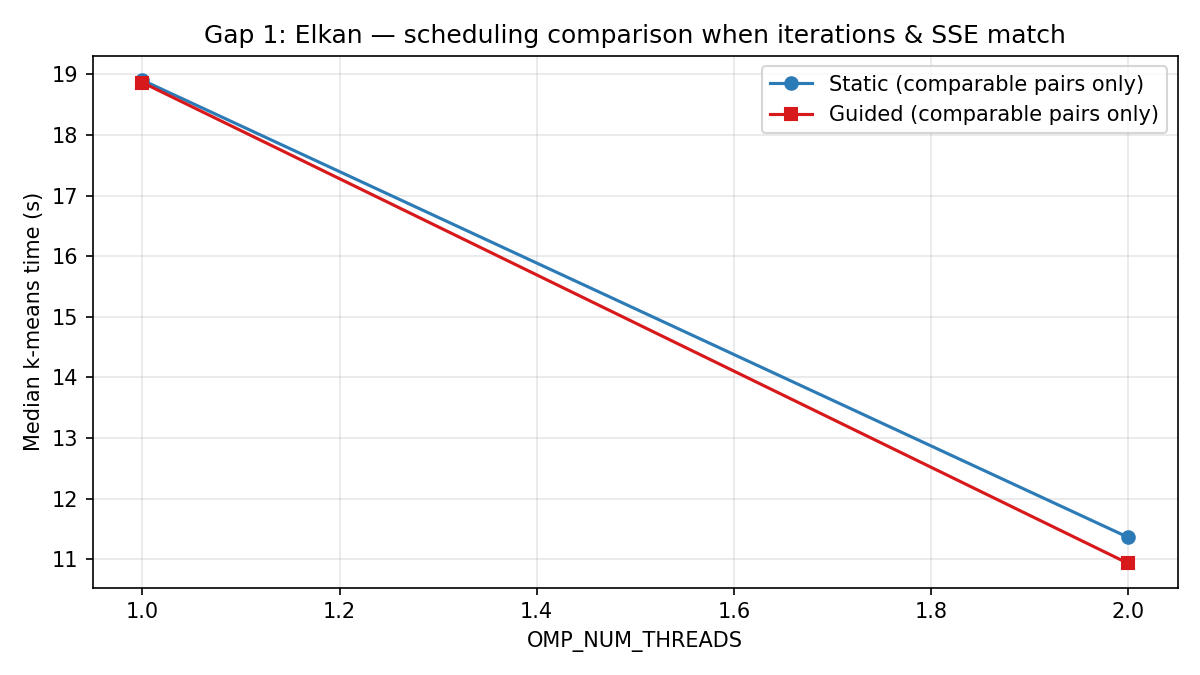 Gap 1: Elkan — scheduling comparison when iterations & SSE match
Static (comparable pairs only)
Guided (comparable pairs only)
Median k-means time (s)
19
18
17
16
15
14
13
12
11
1.0 1.2 1.4 1.6 1.8 2.0
OMP_NUM_THREADS